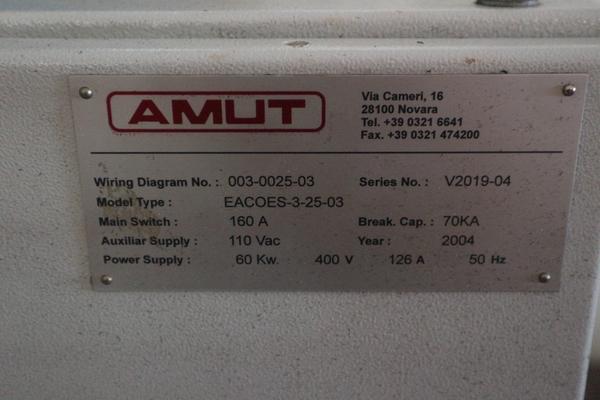 AMUT
Via Cameri, 16
28100 Novara
Tel. +39 0321 6641
Fax. +39 0321 474200
Wiring Diagram No. : 003-0025-03 Series No. : V2019-04
Model Type : EACOES-3-25-03
Main Switch : 160 A Break. Cap. : 70KA
Auxiliar Supply : 110 Vac Year : 2004
Power Supply : 60 Kw. 400 V 126 A 50 Hz